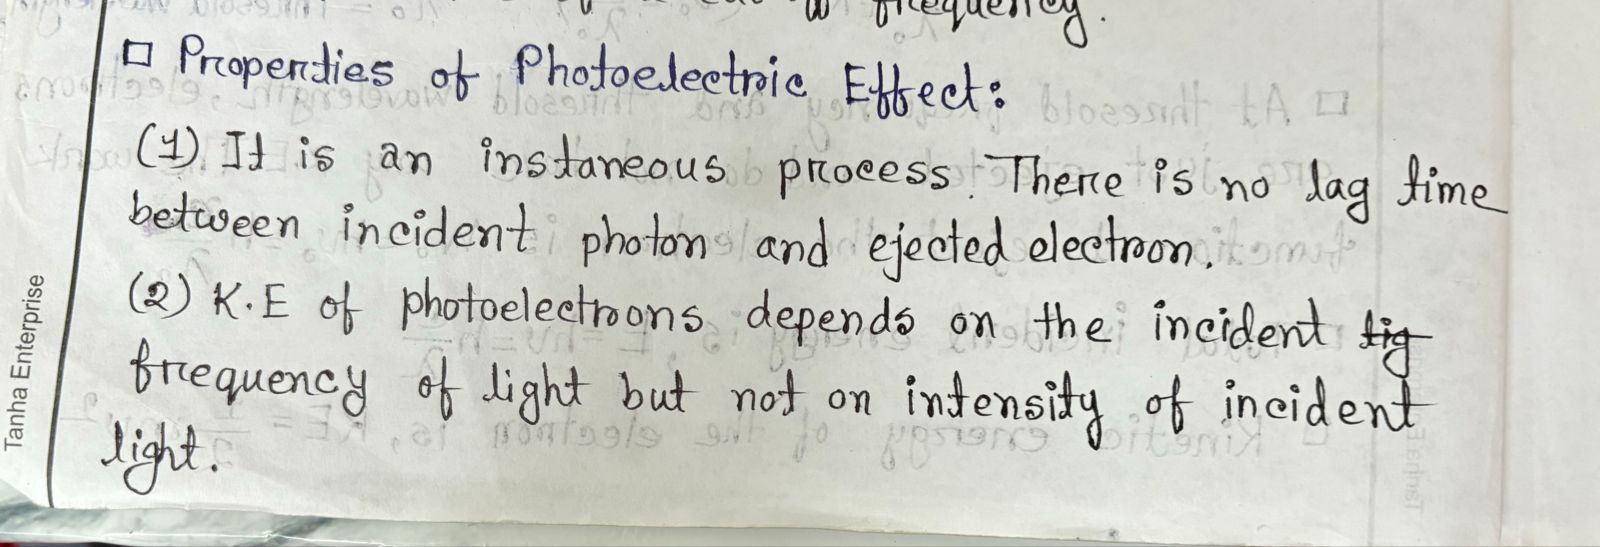 frequency.
□ Properties of Photoelectric Effect:
(1) It is an instaneous process. There is no lag time
between incident photon and ejected electron.
(2) K.E of photoelectrons depends on the incident lig
frequency of light but not on intensity of incident
light.
Tanha Enterprise